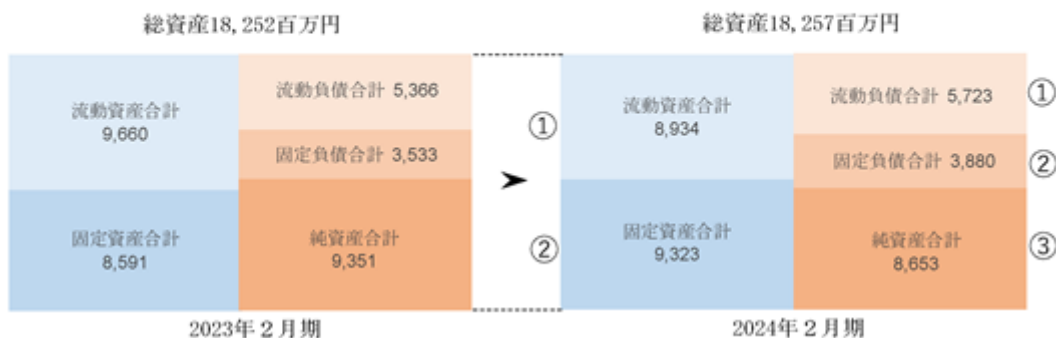 総資産18,252百万円
流動資産合計
9,660
流動負債合計 5,366
固定負債合計 3,533
固定資産合計
8,591
純資産合計
9,351
2023年２月期
①
②
➤
総資産18,257百万円
流動資産合計
8,934
流動負債合計 5,723
①
固定負債合計 3,880
②
固定資産合計
9,323
純資産合計
8,653
③
2024年２月期